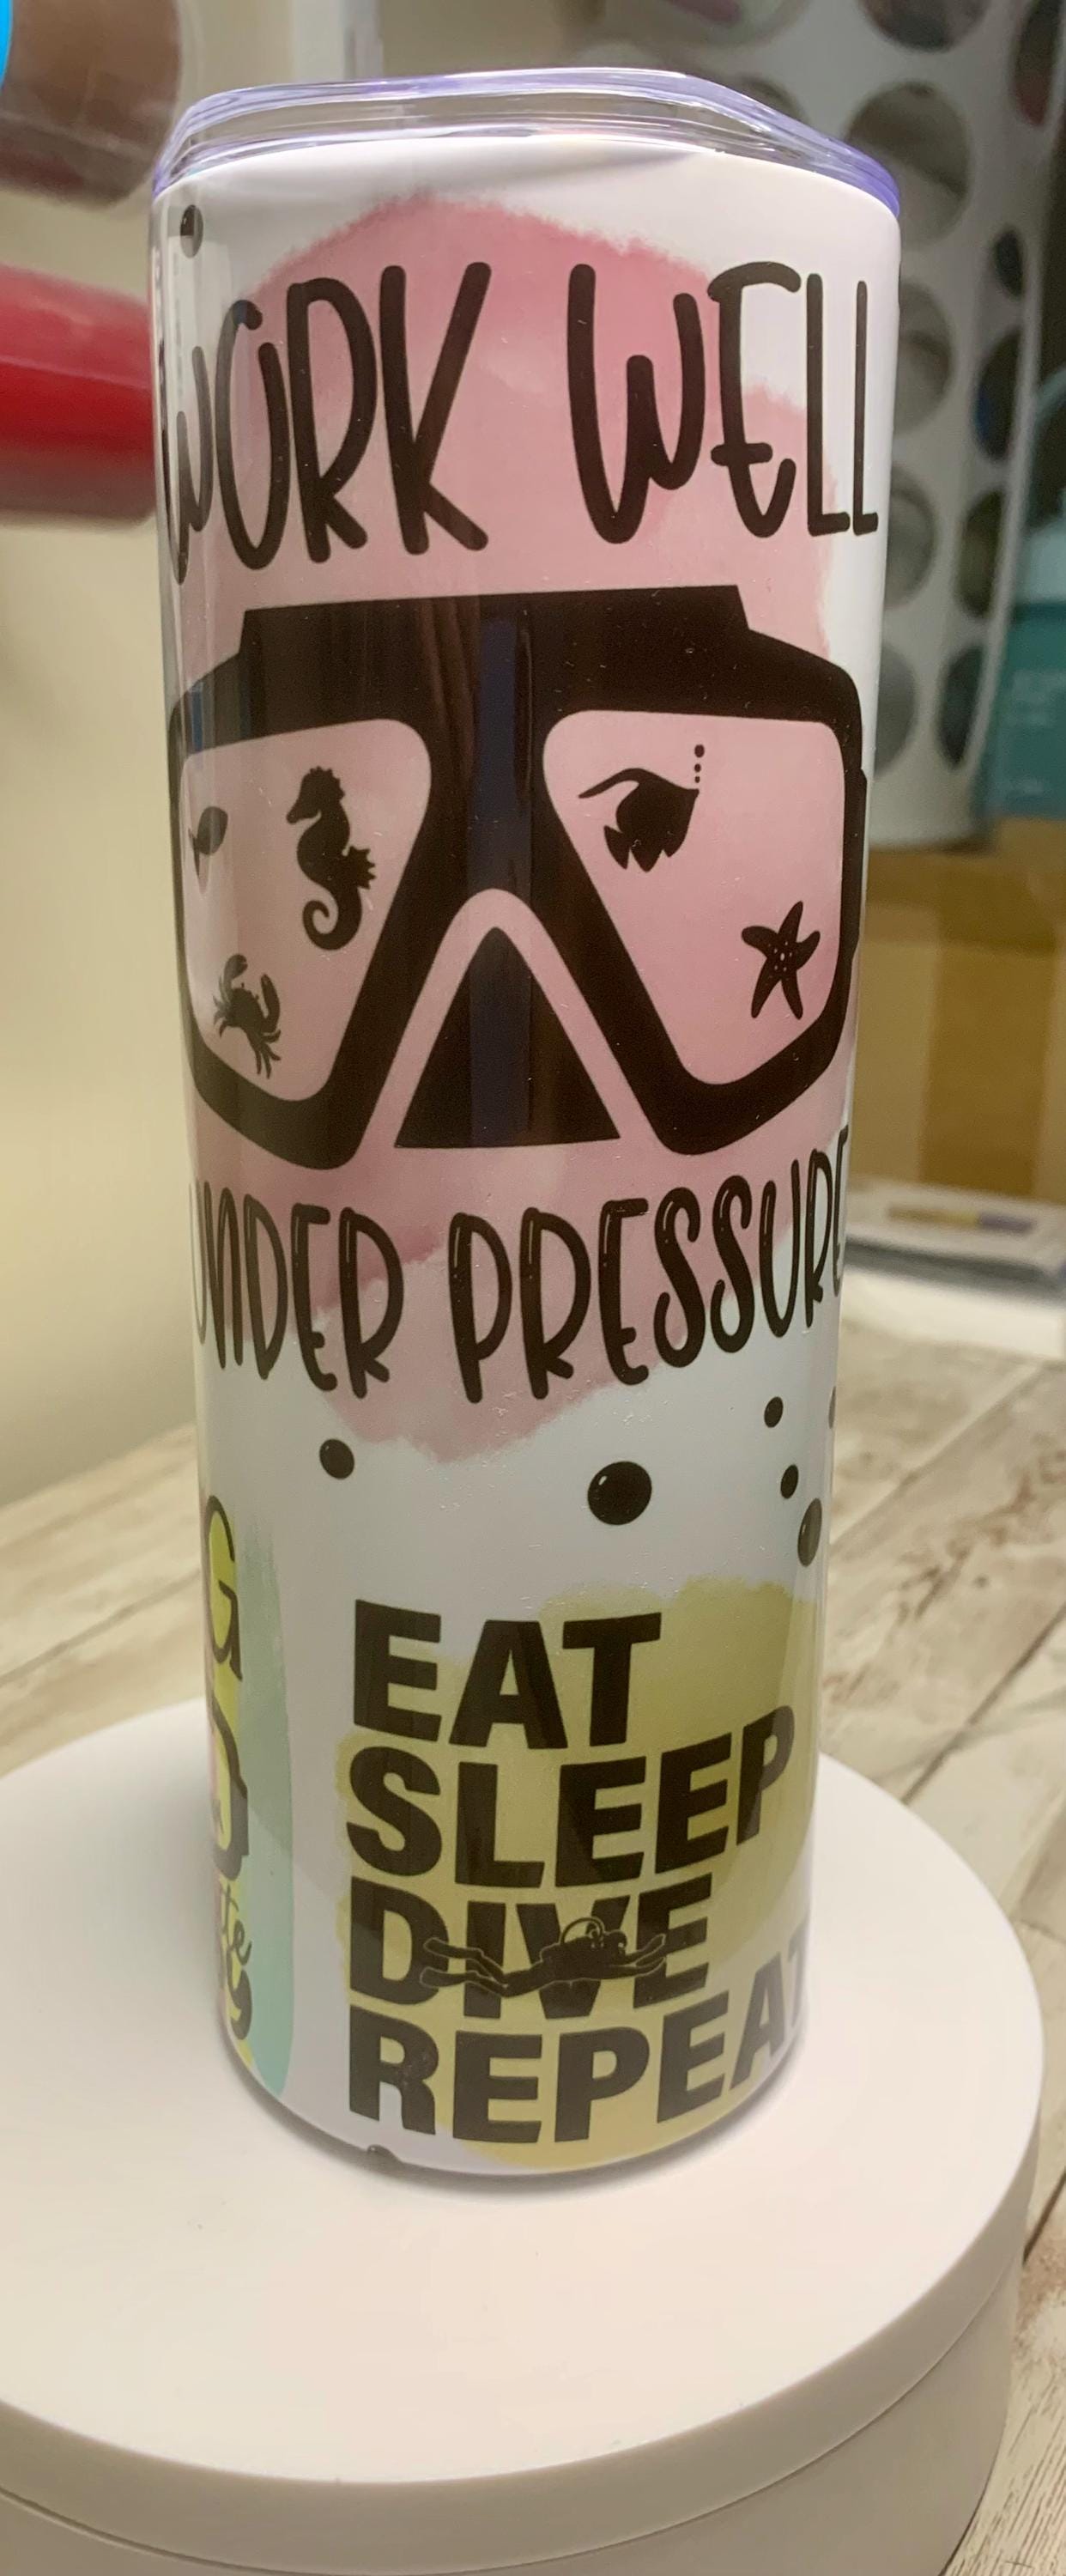 WORK WELL
UNDER PRESSURE
EAT
SLEEP
DIVE
REPEAT